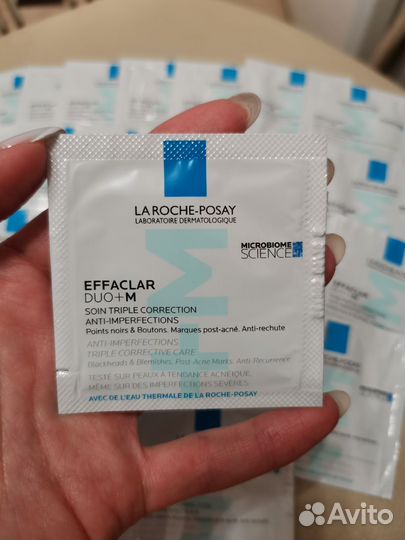 LA ROCHE-POSAY
LABORATOIRE DERMATOLOGIQUE
MICROBIOME
SCIENCE
EFFACLAR
DUO+M
SOIN TRIPLE CORRECTION
ANTI-IMPERFECTIONS
Points noirs & Boutons. Marques post-acné. Anti-rechute
ANTI-IMPERFECTIONS
TRIPLE CORRECTIVE CARE
Blackheads & Blemishes. Post-Acne Marks. Anti-Recurrence
TESTÉ SUR PEAUX À TENDANCE ACNÉIQUE,
MÊME SUR DES IMPERFECTIONS SÉVÈRES
AVEC DE L'EAU THERMALE DE LA ROCHE-POSAY
Avito